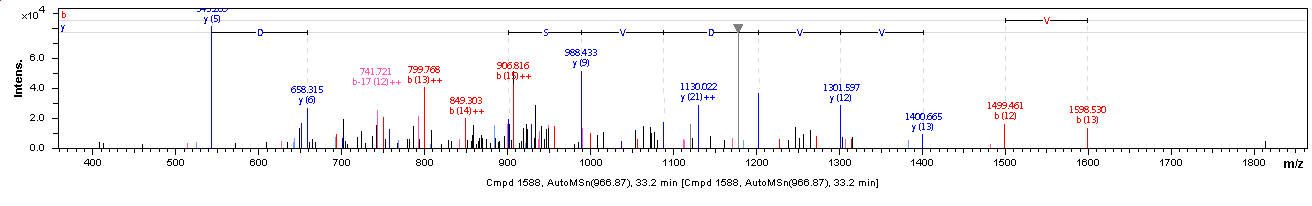 x10⁴
b
y
y (5)
D
S
V
D
V
V
V
658.315
y (6)
741.721
b-17 (12)++
799.768
b (13)++
849.303
b (14)++
906.816
b (15)++
988.433
y (9)
1130.022
y (21)++
1301.597
y (12)
1400.665
y (13)
1499.461
b (12)
1598.530
b (13)
Intens.
6.0
4.0
2.0
0.0
400 500 600 700 800 900 1000 1100 1200 1300 1400 1500 1600 1700 1800 m/z
Cmpd 1588, AutoMSn(966.87), 33.2 min [Cmpd 1588, AutoMSn(966.87), 33.2 min]